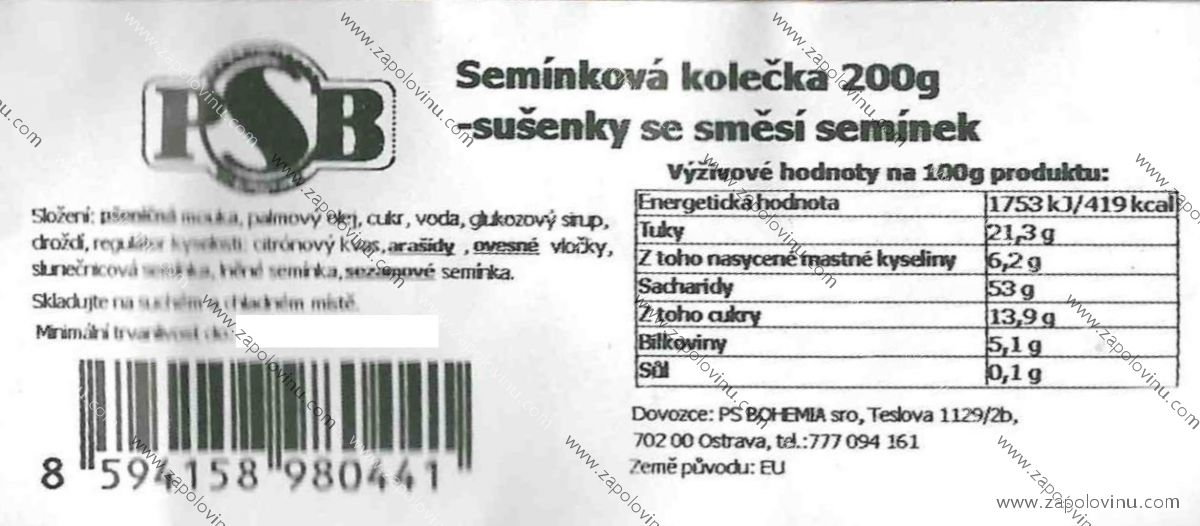 PSB
Semínková kolečka 200g
-sušenky se směsí semínek
Výživové hodnoty na 100g produktu:
Energetická hodnota 1753 kJ/419 kcal
Tuky 21,3 g
Z toho nasycené mastné kyseliny 6,2 g
Sacharidy 53 g
Z toho cukry 13,9 g
Bílkoviny 5,1 g
Sůl 0,1 g
Složení: pšeničná mouka, palmový olej, cukr, voda, glukozový sirup,
droždí, regulátor kyselosti: citrónový kyas, arašídy , ovesné vločky,
slunečnicová semínka, lněné semínka, sezamové semínka.
Skladujte na suchém a chladném místě.
Minimální trvanlivost do:
8 594158 980441
Dovozce: PS BOHEMIA sro, Teslova 1129/2b,
702 00 Ostrava, tel.:777 094 161
Země původu: EU
www.zapolovinu.com